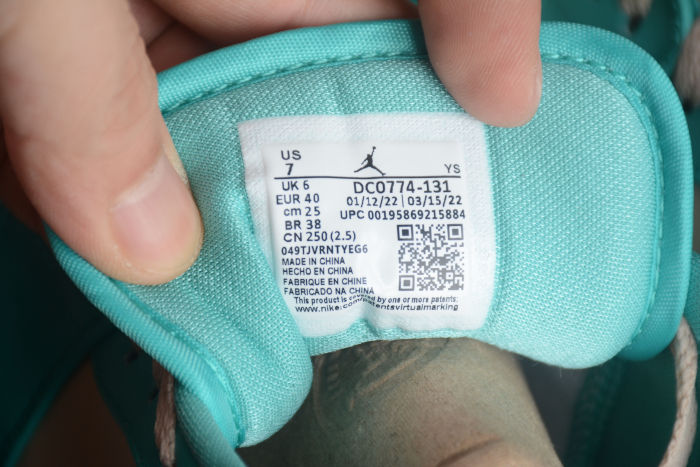 US
7 YS
UK 6 DC0774-131
EUR 40 01/12/22 | 03/15/22
cm 25 UPC 00195869215884
BR 38
CN 250 (2.5)
049TJVRNTYEG6
MADE IN CHINA
HECHO EN CHINA
FABRIQUE EN CHINE
FABRICADO NA CHINA
This product is covered by one or more patents:
www.nike.com/patentsvirtualmarking